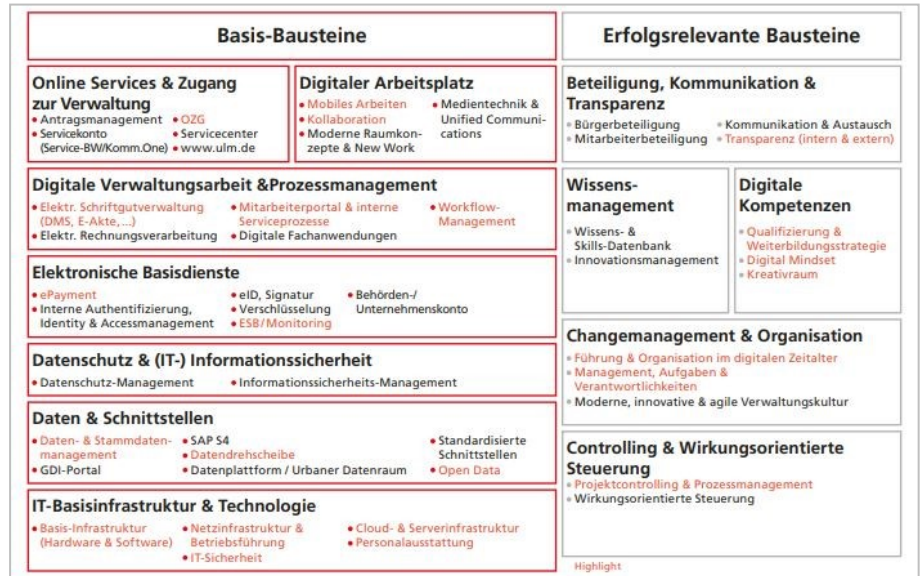 Basis-Bausteine
Online Services & Zugang
zur Verwaltung
• Antragsmanagement
• OZG
• Servicekonto
(Service-BW/Komm.One)
• Servicecenter
• www.ulm.de
Digitaler Arbeitsplatz
• Mobiles Arbeiten
• Kollaboration
• Moderne Raumkon-
zepte & New Work
• Medientechnik &
Unified Communi-
cations
Digitale Verwaltungsarbeit &Prozessmanagement
• Elektr. Schriftgutverwaltung
(DMS, E-Akte,...)
• Elektr. Rechnungsverarbeitung
• Mitarbeiterportal & interne
Serviceprozesse
• Digitale Fachanwendungen
• Workflow-
Management
Elektronische Basisdienste
• ePayment
• Interne Authentifizierung,
Identity & Accessmanagement
• eID, Signatur
• Verschlüsselung
• ESB/Monitoring
• Behörden-/
Unternehmenskonto
Datenschutz & (IT-) Informationssicherheit
• Datenschutz-Management
• Informationssicherheits-Management
Daten & Schnittstellen
• Daten- & Stammdaten-
management
• GDI-Portal
• SAP S4
• Datendrehscheibe
• Datenplattform / Urbaner Datenraum
• Standardisierte
Schnittstellen
• Open Data
IT-Basisinfrastruktur & Technologie
• Basis-Infrastruktur
(Hardware & Software)
• Netzinfrastruktur &
Betriebsführung
• IT-Sicherheit
• Cloud- & Serverinfrastruktur
• Personalausstattung
Erfolgsrelevante Bausteine
Beteiligung, Kommunikation &
Transparenz
• Bürgerbeteiligung
• Mitarbeiterbeteiligung
• Kommunikation & Austausch
• Transparenz (intern & extern)
Wissens-
management
• Wissens- &
Skills-Datenbank
• Innovationsmanagement
Digitale
Kompetenzen
• Qualifizierung &
Weiterbildungsstrategie
• Digital Mindset
• Kreativraum
Changemanagement & Organisation
• Führung & Organisation im digitalen Zeitalter
• Management, Aufgaben &
Verantwortlichkeiten
• Moderne, innovative & agile Verwaltungskultur
Controlling & Wirkungsorientierte
Steuerung
• Projektcontrolling & Prozessmanagement
• Wirkungsorientierte Steuerung
Highlight